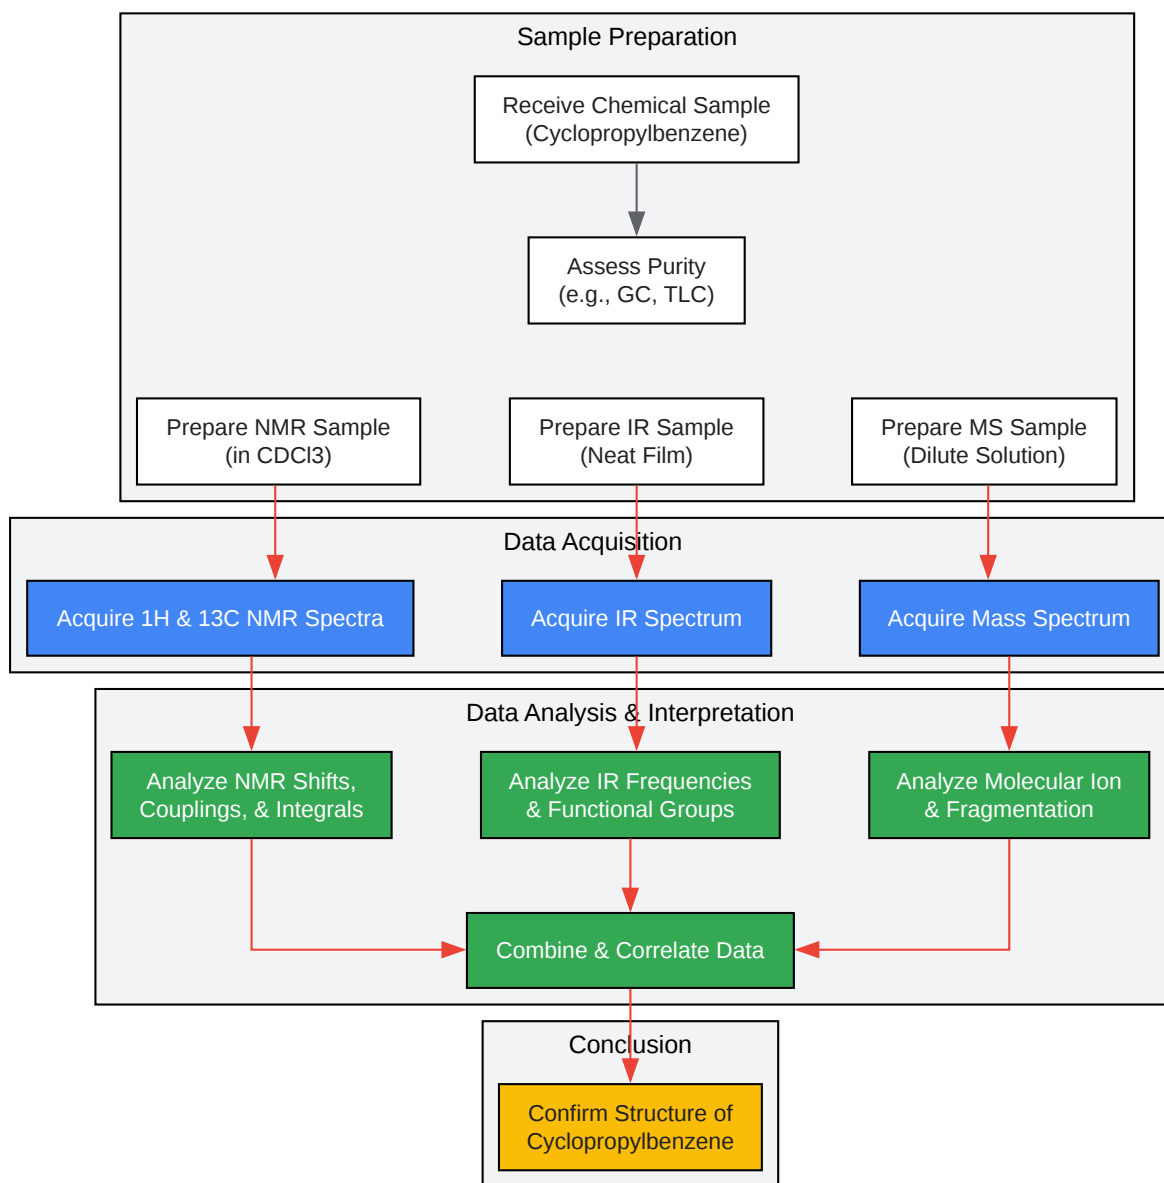 Sample Preparation
Receive Chemical Sample
(Cyclopropylbenzene)
Assess Purity
(e.g., GC, TLC)
Prepare NMR Sample
(in CDCl3)
Prepare IR Sample
(Neat Film)
Prepare MS Sample
(Dilute Solution)
Data Acquisition
Acquire 1H & 13C NMR Spectra
Acquire IR Spectrum
Acquire Mass Spectrum
Data Analysis & Interpretation
Analyze NMR Shifts,
Couplings, & Integrals
Analyze IR Frequencies
& Functional Groups
Analyze Molecular Ion
& Fragmentation
Combine & Correlate Data
Conclusion
Confirm Structure of
Cyclopropylbenzene